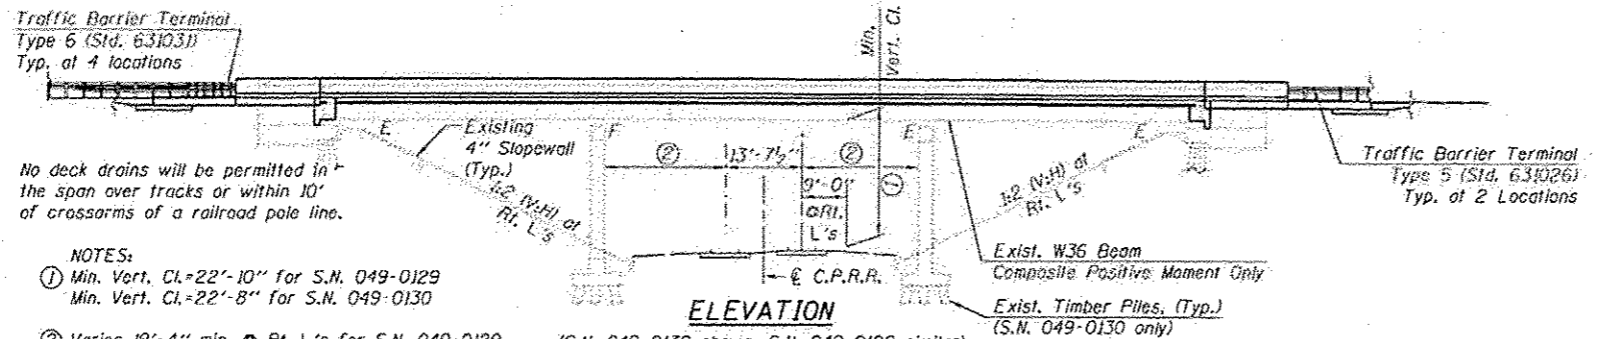 Traffic Barrier Terminal
Type 6 (Std. 631031)
Typ. at 4 locations
Min.
Vert. Cl.
E
F
E
E
Existing
4" Slopewall
(Typ.)
②
13'-7½"
②
9'-0"
@Rt.
L's
①
1:2 (V:H) at
Rt. L's
1:2 (V:H) at
Rt. L's
No deck drains will be permitted in
the span over tracks or within 10'
of crossarms of a railroad pole line.
Traffic Barrier Terminal
Type 5 (Std. 631026)
Typ. at 2 Locations
NOTES:
① Min. Vert. Cl.=22'-10" for S.N. 049-0129
Min. Vert. Cl.=22'-8" for S.N. 049-0130
℄ C.P.R.R.
Exist. W36 Beam
Composite Positive Moment Only
ELEVATION
Exist. Timber Piles, (Typ.)
(S.N. 049-0130 only)